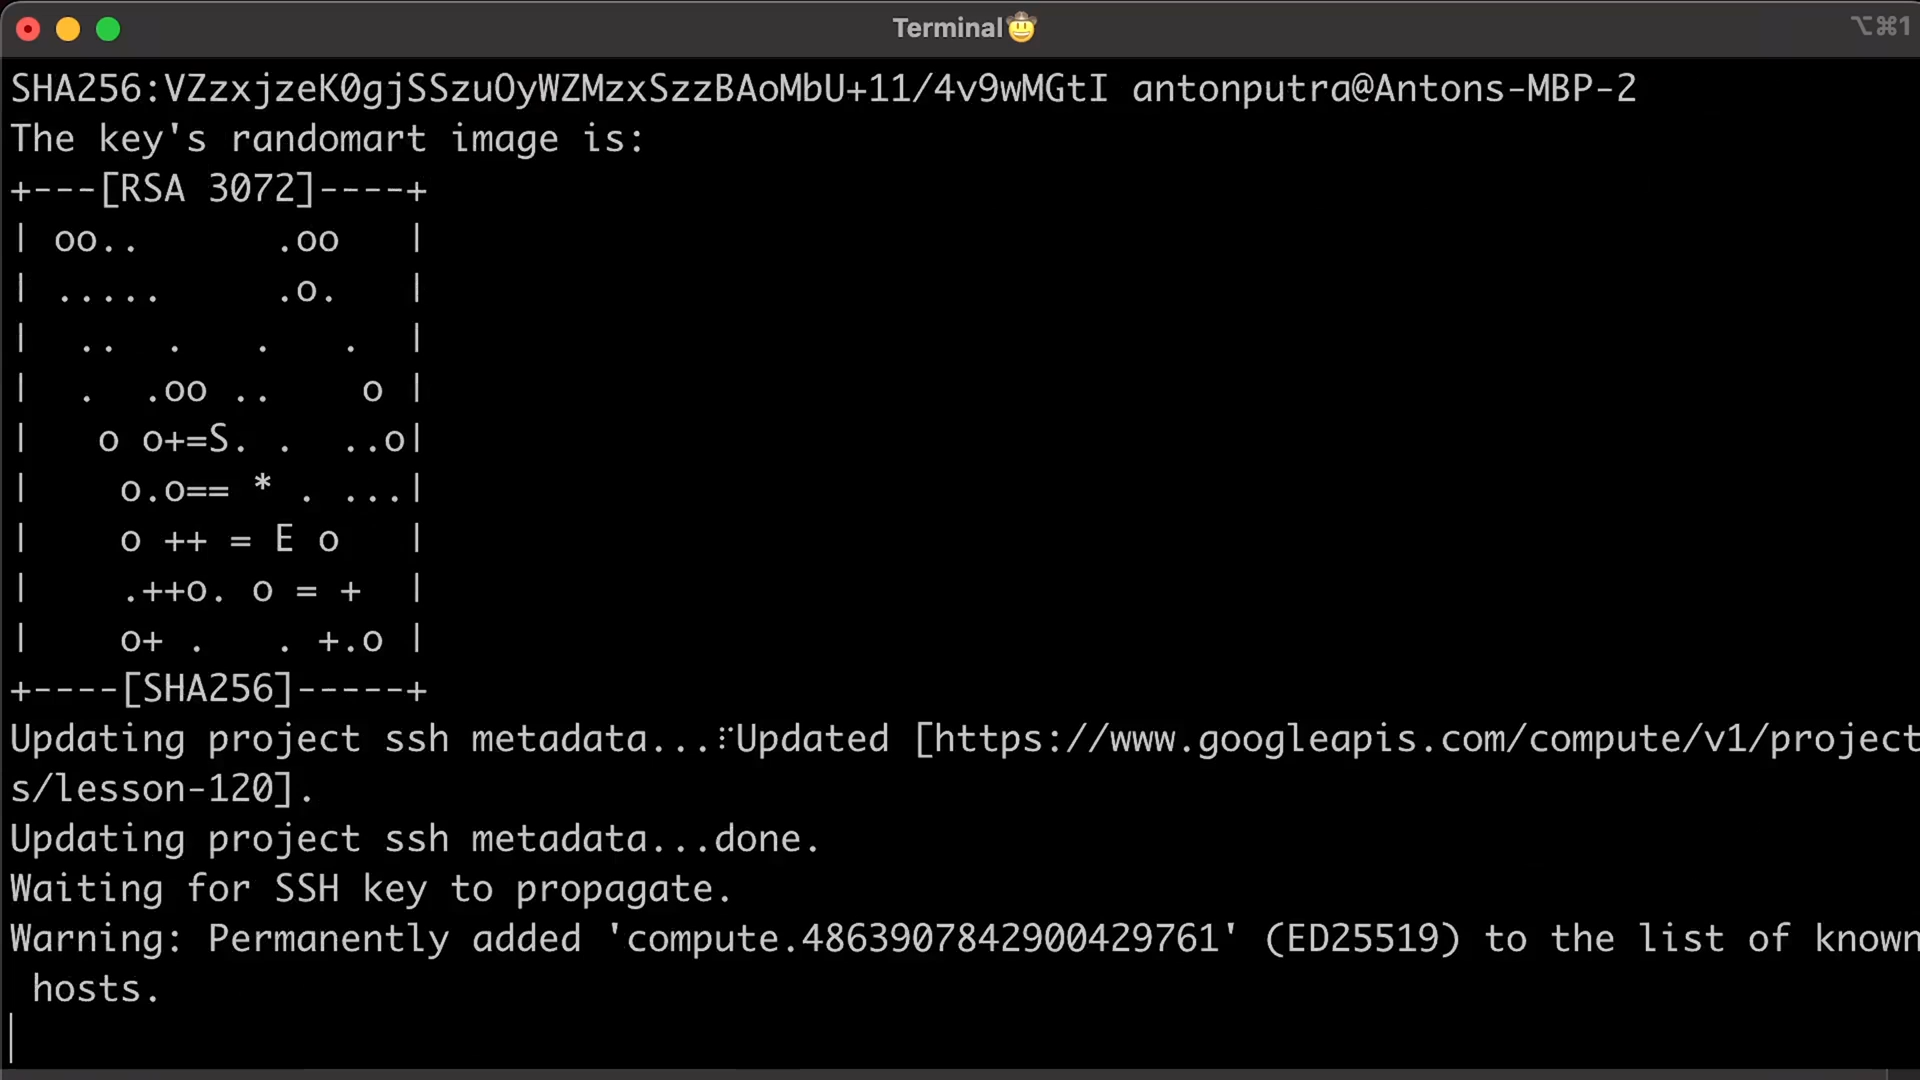 Terminal🤠
⌥⌘1
SHA256:VZzxjzeK0gjSSzuOyWZMzxSzzBAoMbU+11/4v9wMGtI antonputra@Antons-MBP-2
The key's randomart image is:
+---[RSA 3072]----+
|  oo..      .oo   |
|  .....     .o.   |
|   ..  .   .   .  |
|   .  .oo ..    o |
|    o o+=S. .  ..o|
|     o.o== * . ...|
|     o ++ = E o   |
|     .++o. o = +  |
|     o+ .   . +.o |
+----[SHA256]-----+
Updating project ssh metadata...⠏Updated [https://www.googleapis.com/compute/v1/project
s/lesson-120].
Updating project ssh metadata...done.
Waiting for SSH key to propagate.
Warning: Permanently added 'compute.4863907842900429761' (ED25519) to the list of known
hosts.